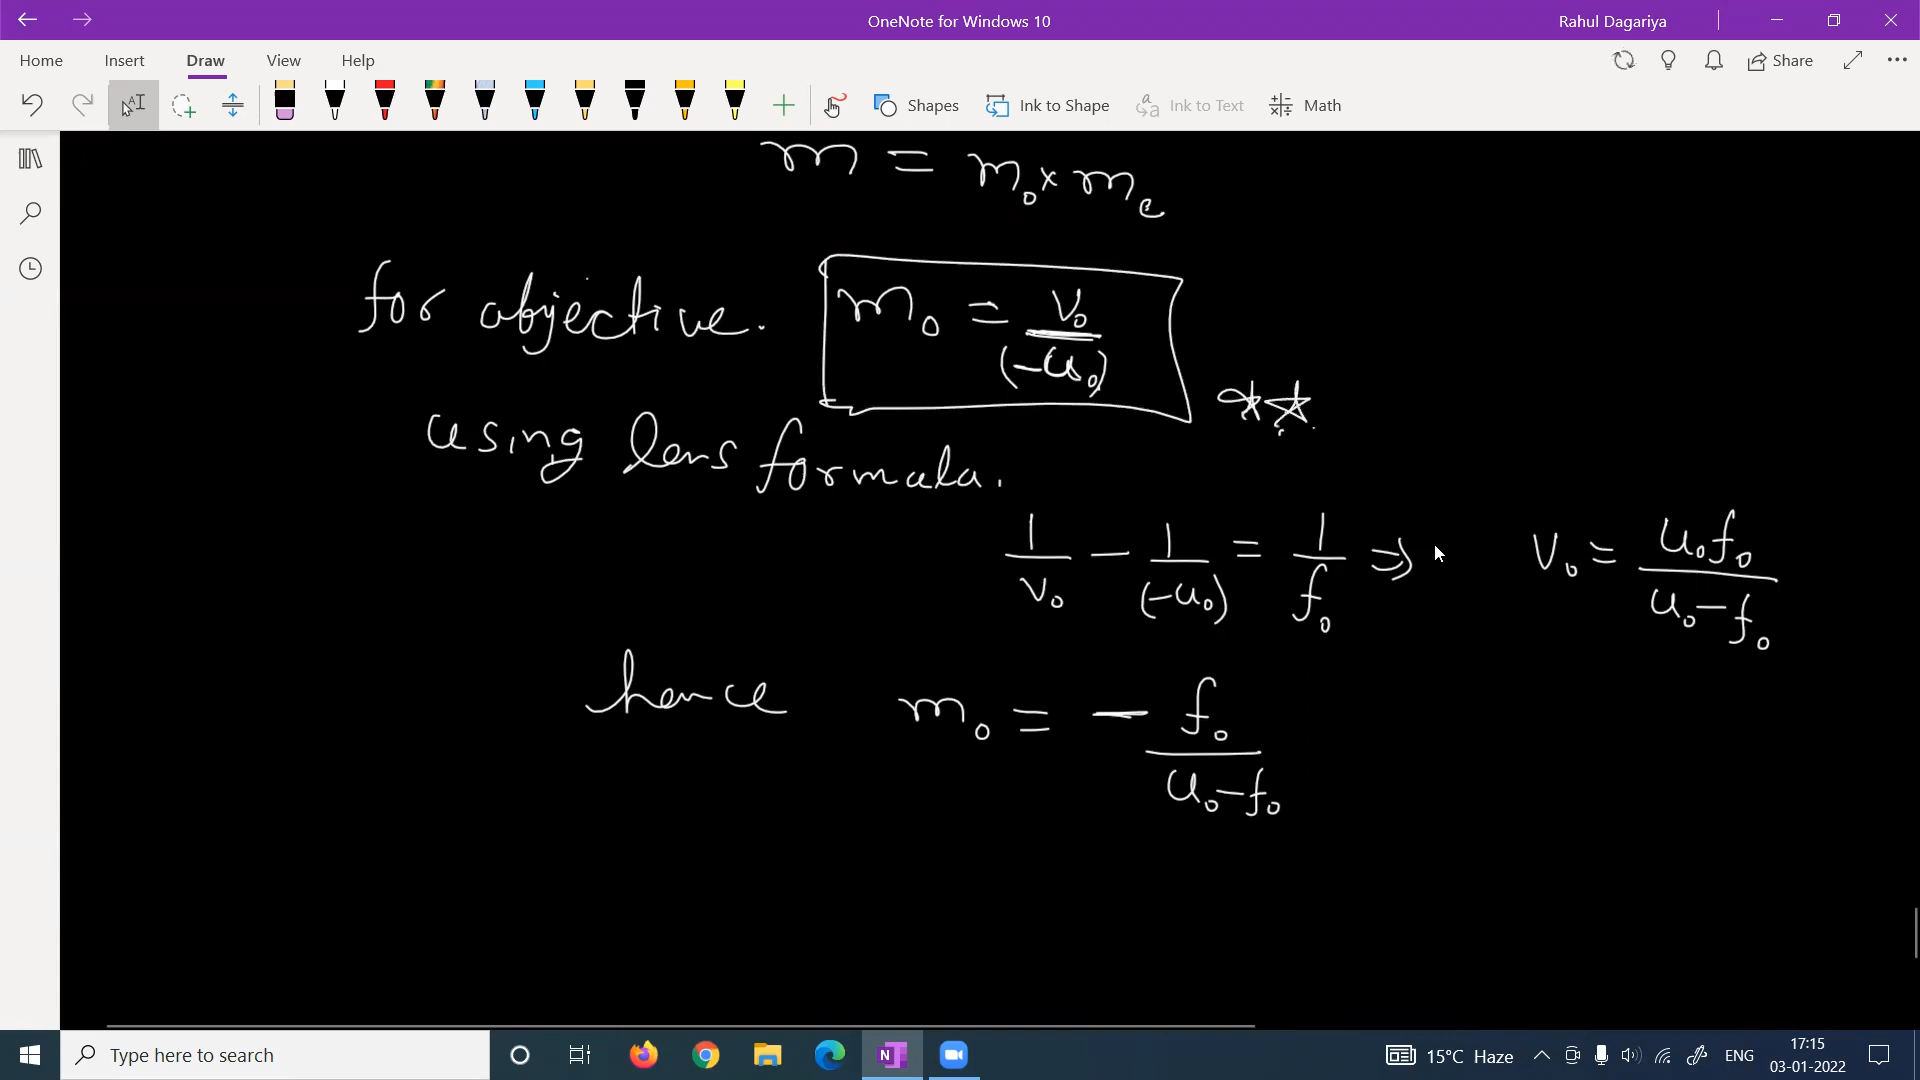 OneNote for Windows 10
Rahul Dagariya
Home Insert Draw View Help
Share
Shapes Ink to Shape Ink to Text Math
m = m₀ × mₑ
for objective. m₀ = v₀/(-u₀)
using lens formula.
1/v₀ - 1/(-u₀) = 1/f₀ ⇒ v₀ = u₀f₀/(u₀-f₀)
hence m₀ = - f₀/(u₀-f₀)
Type here to search
15°C Haze
ENG
17:15
03-01-2022